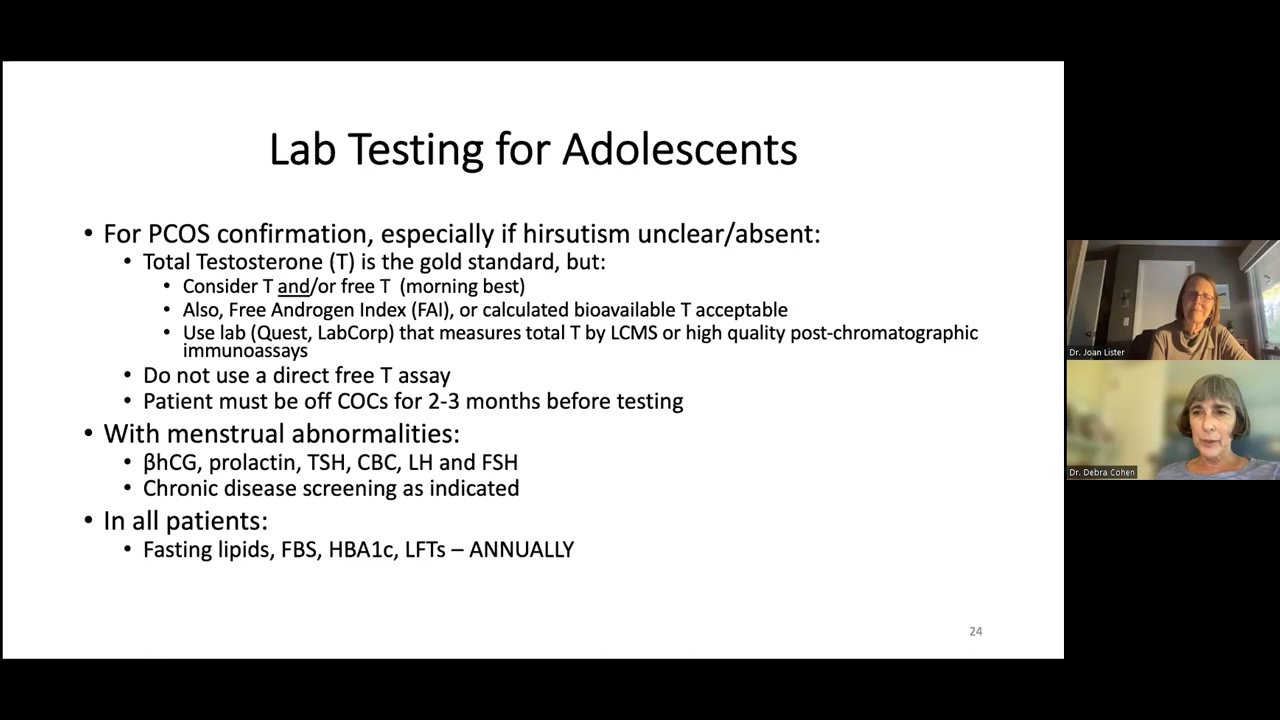 Lab Testing for Adolescents
• For PCOS confirmation, especially if hirsutism unclear/absent:
• Total Testosterone (T) is the gold standard, but:
• Consider T and/or free T (morning best)
• Also, Free Androgen Index (FAI), or calculated bioavailable T acceptable
• Use lab (Quest, LabCorp) that measures total T by LCMS or high quality post-chromatographic
immunoassays
• Do not use a direct free T assay
• Patient must be off COCs for 2-3 months before testing
• With menstrual abnormalities:
• βhCG, prolactin, TSH, CBC, LH and FSH
• Chronic disease screening as indicated
• In all patients:
• Fasting lipids, FBS, HBA1c, LFTs – ANNUALLY
24
Dr. Joan Lister
Dr. Debra Cohen